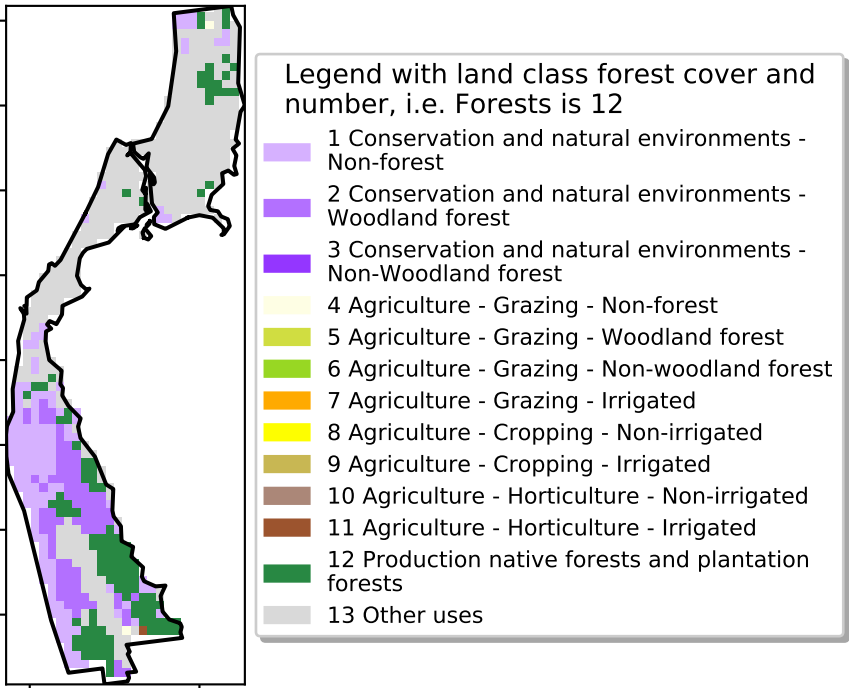 Legend with land class forest cover and
number, i.e. Forests is 12
1 Conservation and natural environments -
Non-forest
2 Conservation and natural environments -
Woodland forest
3 Conservation and natural environments -
Non-Woodland forest
4 Agriculture - Grazing - Non-forest
5 Agriculture - Grazing - Woodland forest
6 Agriculture - Grazing - Non-woodland forest
7 Agriculture - Grazing - Irrigated
8 Agriculture - Cropping - Non-irrigated
9 Agriculture - Cropping - Irrigated
10 Agriculture - Horticulture - Non-irrigated
11 Agriculture - Horticulture - Irrigated
12 Production native forests and plantation
forests
13 Other uses